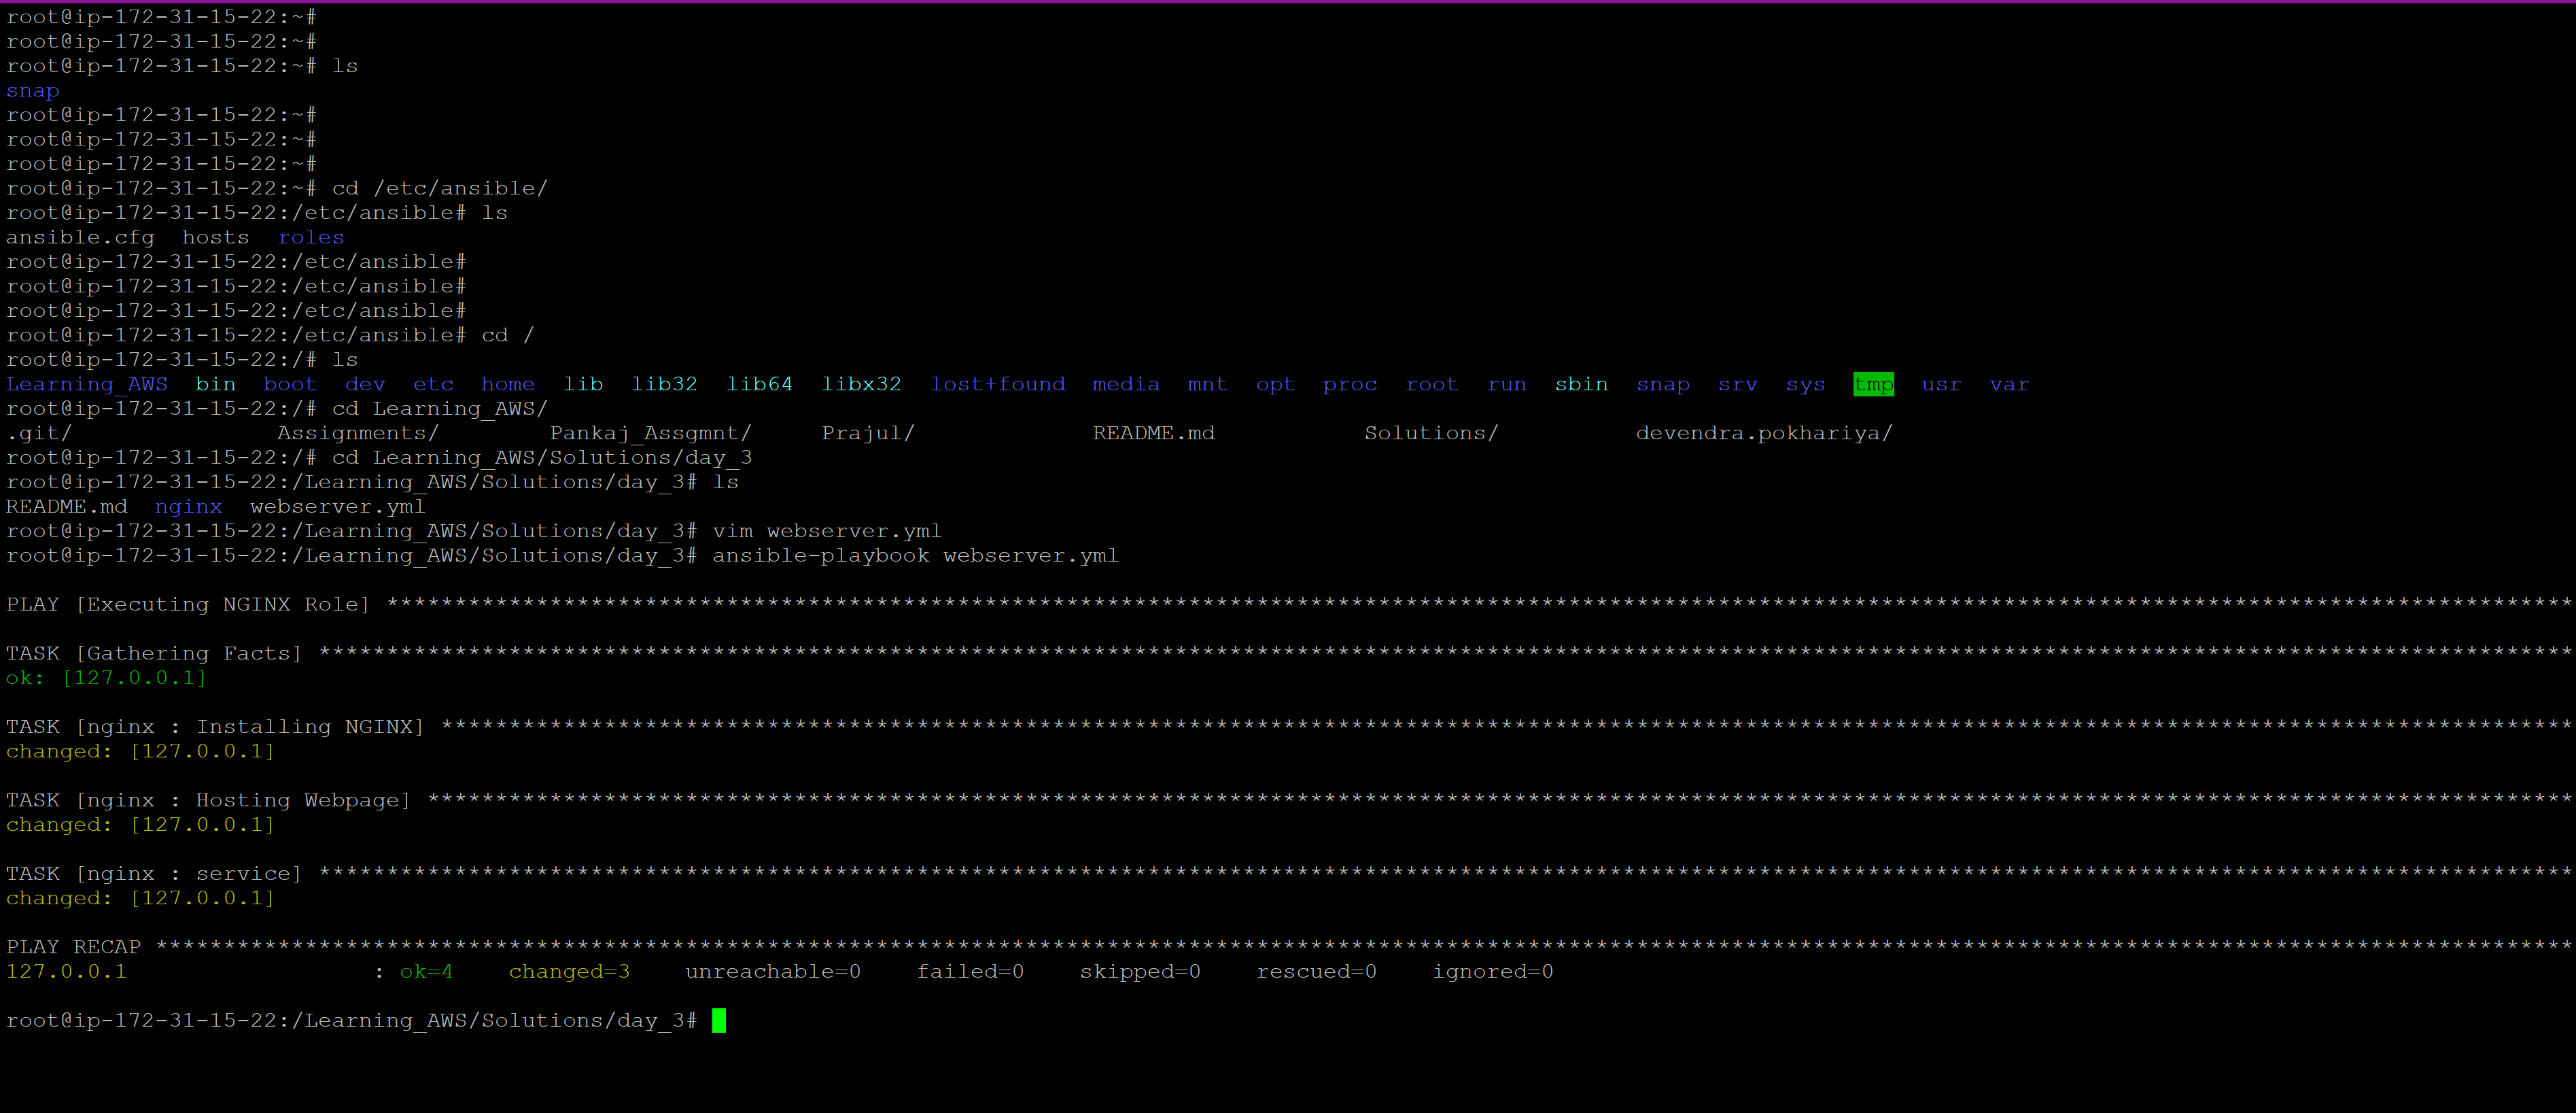 root@ip-172-31-15-22:~#
root@ip-172-31-15-22:~#
root@ip-172-31-15-22:~# ls
snap
root@ip-172-31-15-22:~#
root@ip-172-31-15-22:~#
root@ip-172-31-15-22:~#
root@ip-172-31-15-22:~# cd /etc/ansible/
root@ip-172-31-15-22:/etc/ansible# ls
ansible.cfg  hosts  roles
root@ip-172-31-15-22:/etc/ansible#
root@ip-172-31-15-22:/etc/ansible#
root@ip-172-31-15-22:/etc/ansible#
root@ip-172-31-15-22:/etc/ansible# cd /
root@ip-172-31-15-22:/# ls
Learning_AWS  bin  boot  dev  etc  home  lib  lib32  lib64  libx32  lost+found  media  mnt  opt  proc  root  run  sbin  snap  srv  sys  tmp  usr  var
root@ip-172-31-15-22:/# cd Learning_AWS/
.git/               Assignments/        Pankaj_Assgmnt/     Prajul/             README.md           Solutions/          devendra.pokhariya/
root@ip-172-31-15-22:/# cd Learning_AWS/Solutions/day_3
root@ip-172-31-15-22:/Learning_AWS/Solutions/day_3# ls
README.md  nginx  webserver.yml
root@ip-172-31-15-22:/Learning_AWS/Solutions/day_3# vim webserver.yml
root@ip-172-31-15-22:/Learning_AWS/Solutions/day_3# ansible-playbook webserver.yml
PLAY [Executing NGINX Role] *****************************************************************************************************************************************************************
TASK [Gathering Facts] **********************************************************************************************************************************************************************
ok: [127.0.0.1]
TASK [nginx : Installing NGINX] *************************************************************************************************************************************************************
changed: [127.0.0.1]
TASK [nginx : Hosting Webpage] **************************************************************************************************************************************************************
changed: [127.0.0.1]
TASK [nginx : service] **********************************************************************************************************************************************************************
changed: [127.0.0.1]
PLAY RECAP **********************************************************************************************************************************************************************************
127.0.0.1                  : ok=4    changed=3    unreachable=0    failed=0    skipped=0    rescued=0    ignored=0
root@ip-172-31-15-22:/Learning_AWS/Solutions/day_3#